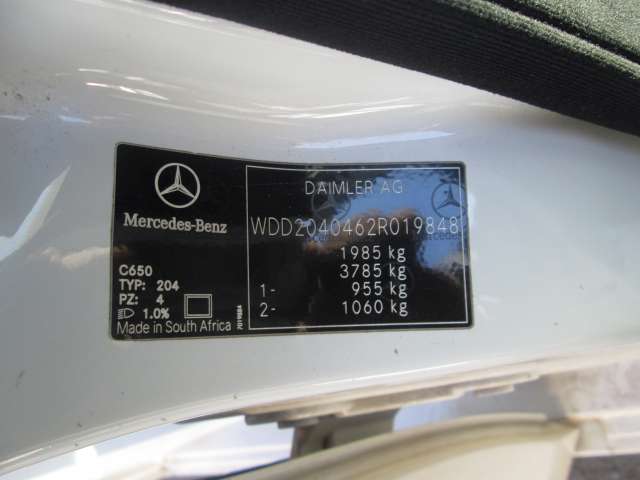 Mercedes-Benz
C650
TYP: 204
PZ: 4
1.0%
Made in South Africa
DAIMLER AG
WDD2040462R019848
1985 kg
3785 kg
1- 955 kg
2- 1060 kg